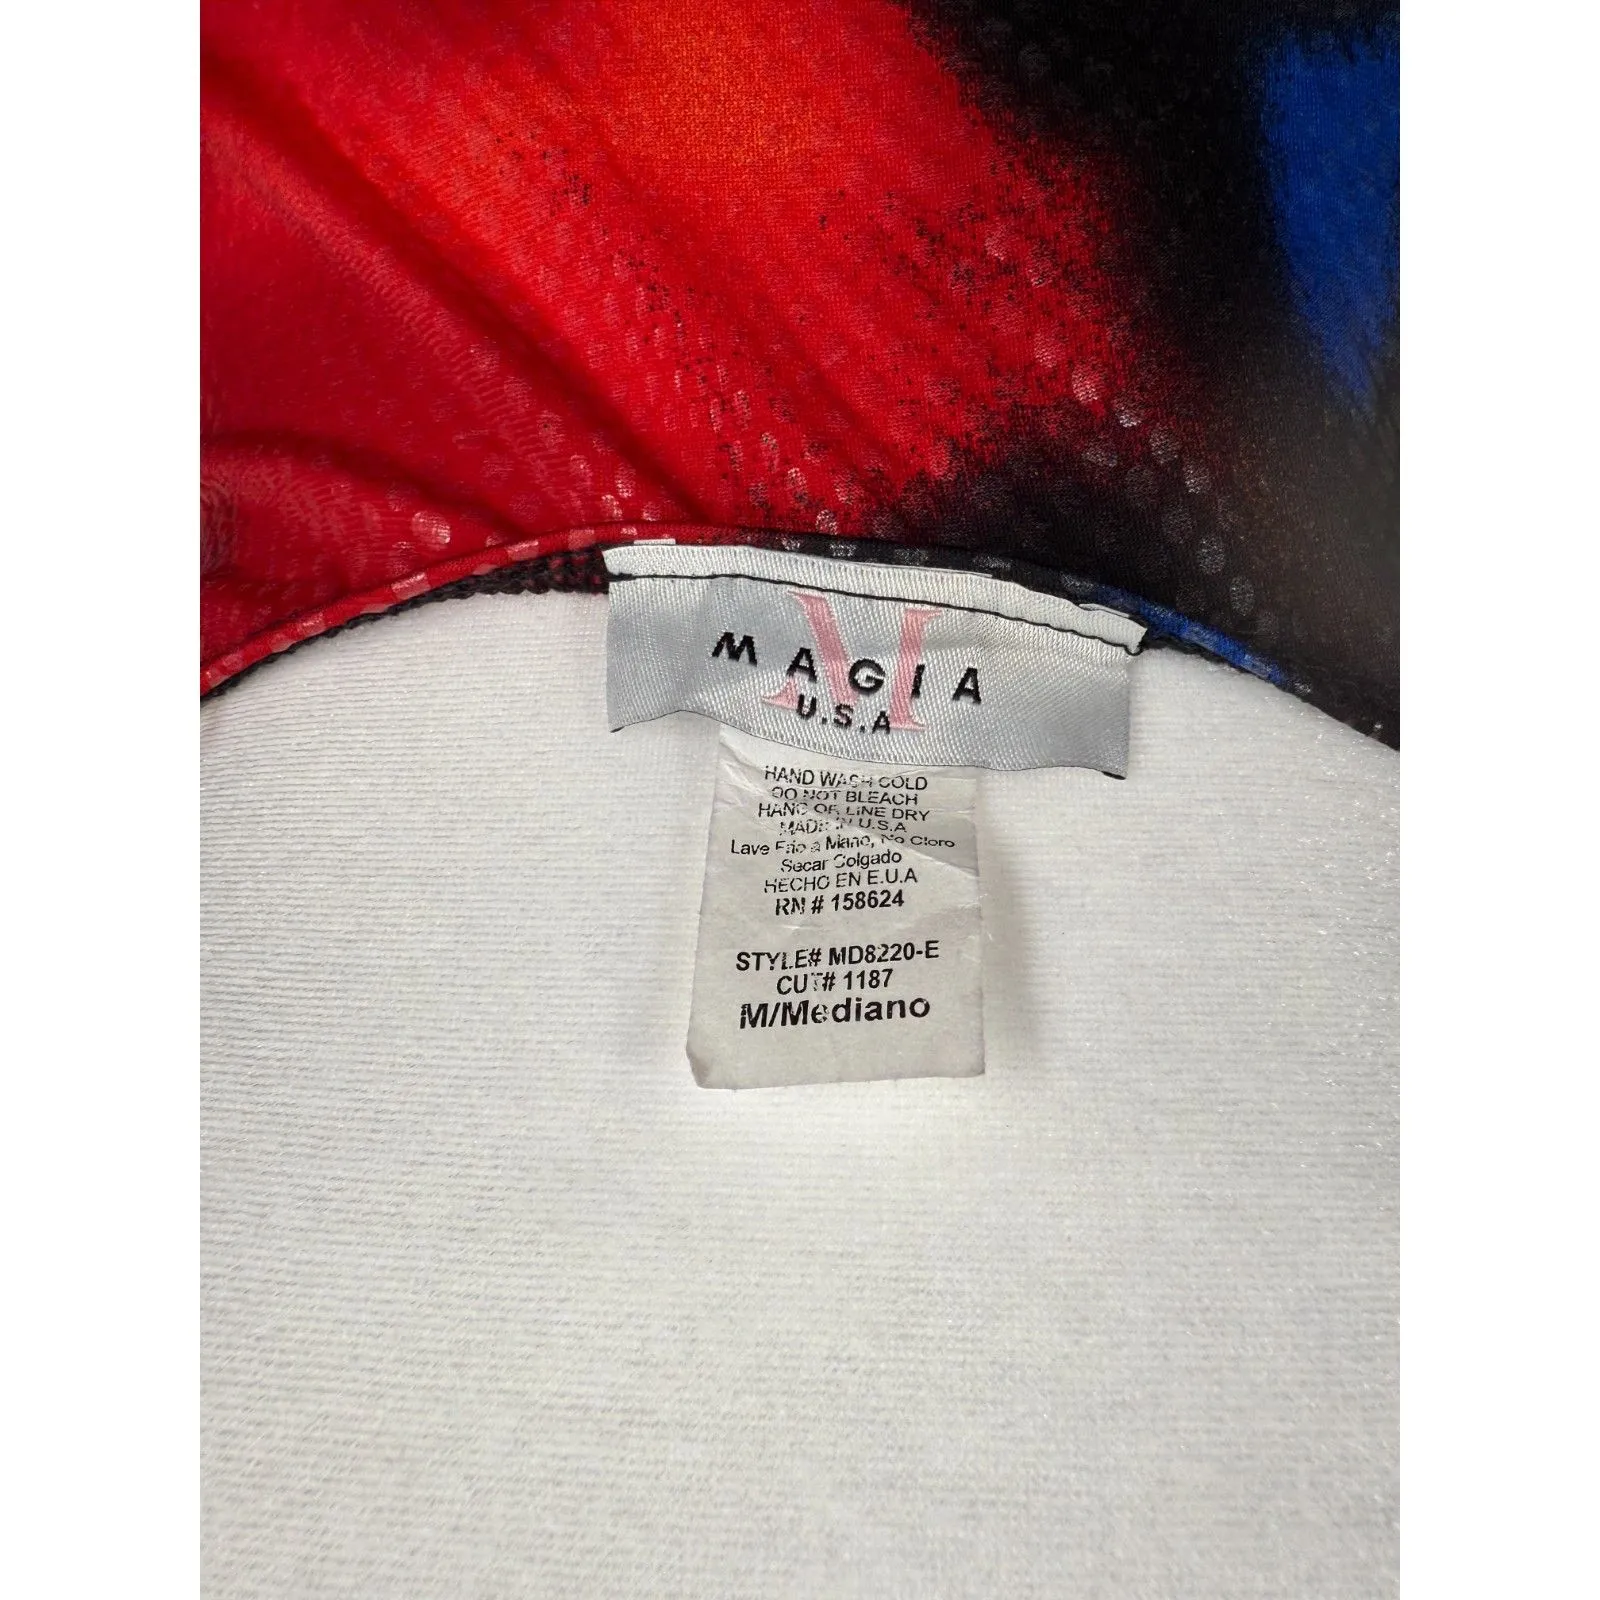 M
MAGIA
U.S.A
HAND WASH COLD
DO NOT BLEACH
HANG OR LINE DRY
MADE IN U.S.A
Lave Frio a Mano, No Cloro
Secar Colgado
HECHO EN E.U.A
RN # 158624
STYLE# MD8220-E
CUT# 1187
M/Mediano